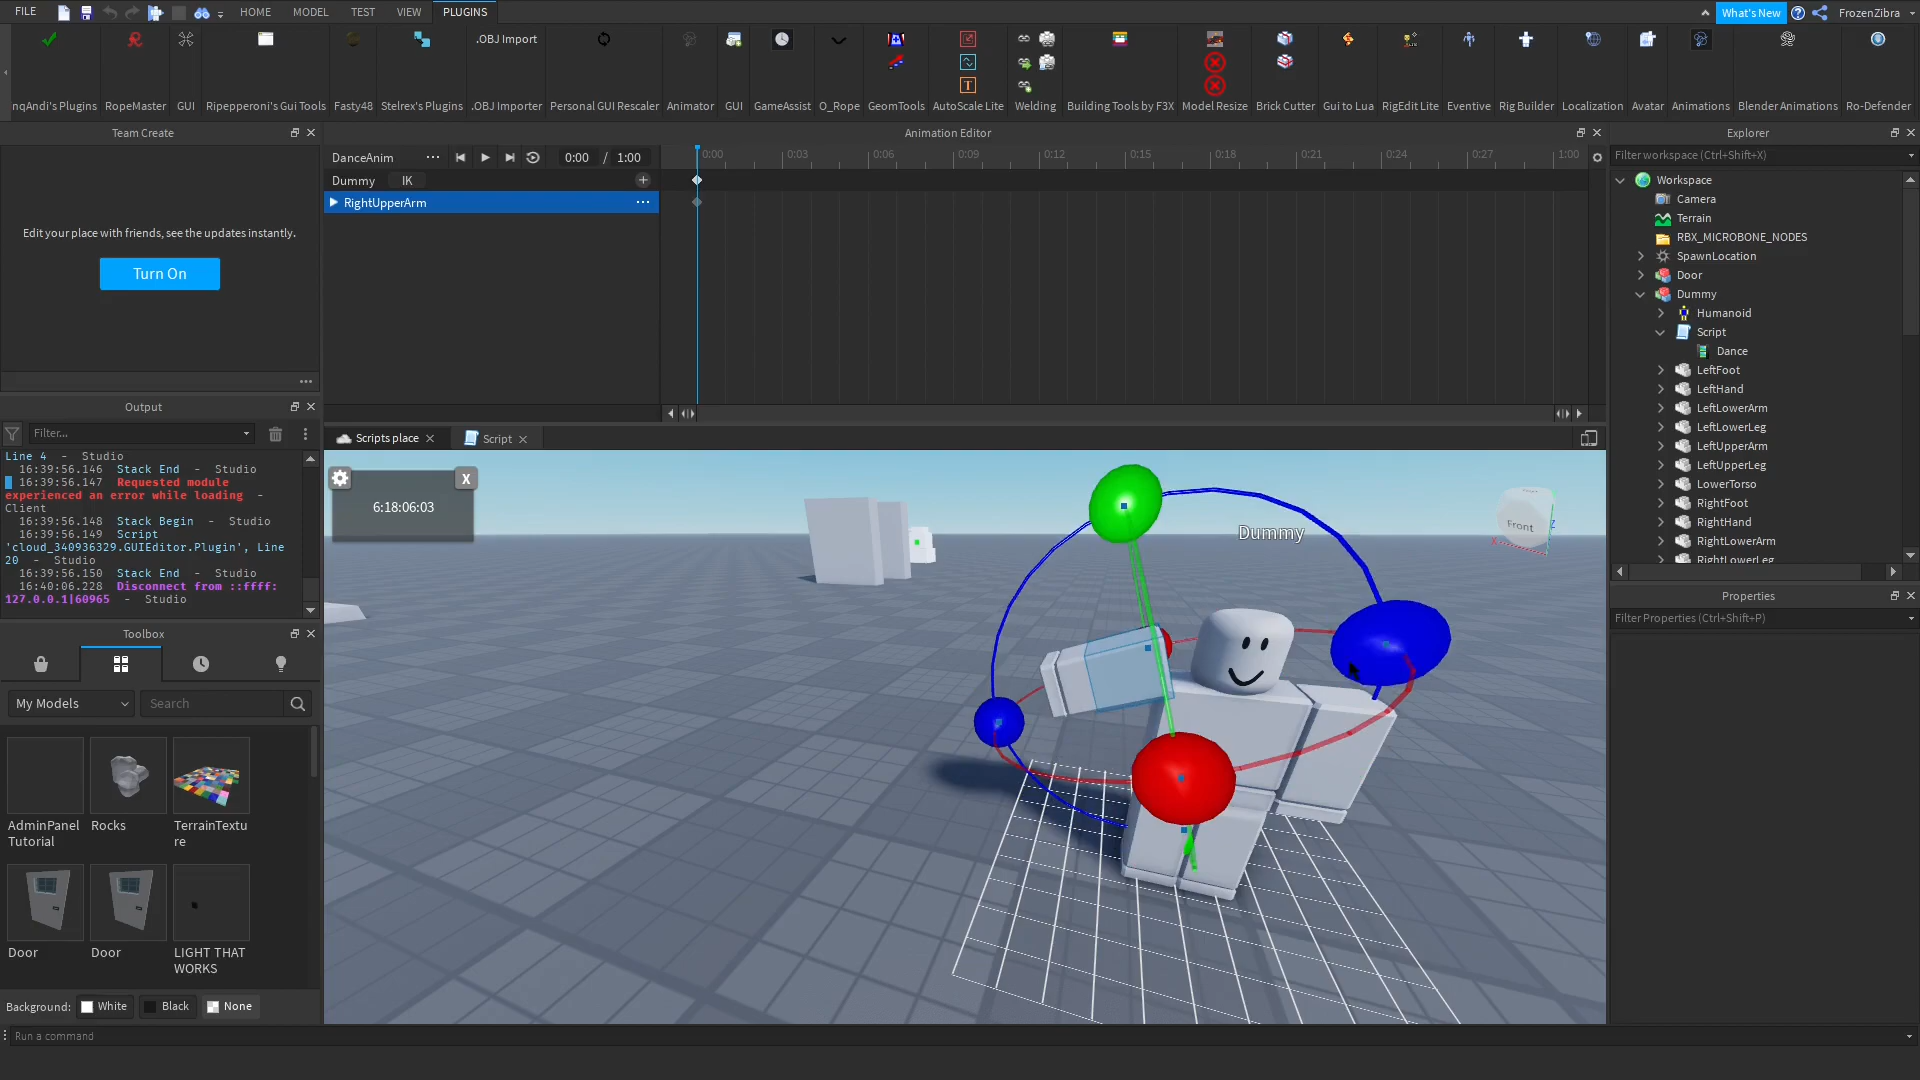 FILE
HOME
MODEL
TEST
VIEW
PLUGINS
What's New
FrozenZibra
nqAndi's Plugins
RopeMaster
GUI
Ripepperoni's Gui Tools
Fasty48
Stelrex's Plugins
.OBJ Import
.OBJ Importer
Personal GUI Rescaler
Animator
GUI
GameAssist
O_Rope
GeomTools
AutoScale Lite
Welding
Building Tools by F3X
Model Resize
Brick Cutter
Gui to Lua
RigEdit Lite
Eventive
Rig Builder
Localization
Avatar
Animations
Blender Animations
Ro-Defender
Team Create
Edit your place with friends, see the updates instantly.
Turn On
Output
Filter...
Line 4 - Studio
16:39:56.146 Stack End - Studio
16:39:56.147 Requested module
experienced an error while loading -
Client
16:39:56.148 Stack Begin - Studio
16:39:56.149 Script
'cloud_340936329.GUIEditor.Plugin', Line
20 - Studio
16:39:56.150 Stack End - Studio
16:40:06.228 Disconnect from ::ffff:
127.0.0.1|60965 - Studio
Toolbox
My Models
Search
AdminPanel
Tutorial
Rocks
TerrainTextu
re
Door
Door
LIGHT THAT
WORKS
Background:
White
Black
None
Run a command
Animation Editor
DanceAnim
0:00 / 1:00
0:00
0:03
0:06
0:09
0:12
0:15
0:18
0:21
0:24
0:27
1:00
Dummy
IK
RightUpperArm
Scripts place
Script
6:18:06:03
Dummy
Front
X
Z
Explorer
Filter workspace (Ctrl+Shift+X)
Workspace
Camera
Terrain
RBX_MICROBONE_NODES
SpawnLocation
Door
Dummy
Humanoid
Script
Dance
LeftFoot
LeftHand
LeftLowerArm
LeftLowerLeg
LeftUpperArm
LeftUpperLeg
LowerTorso
RightFoot
RightHand
RightLowerArm
RightLowerLeg
Properties
Filter Properties (Ctrl+Shift+P)